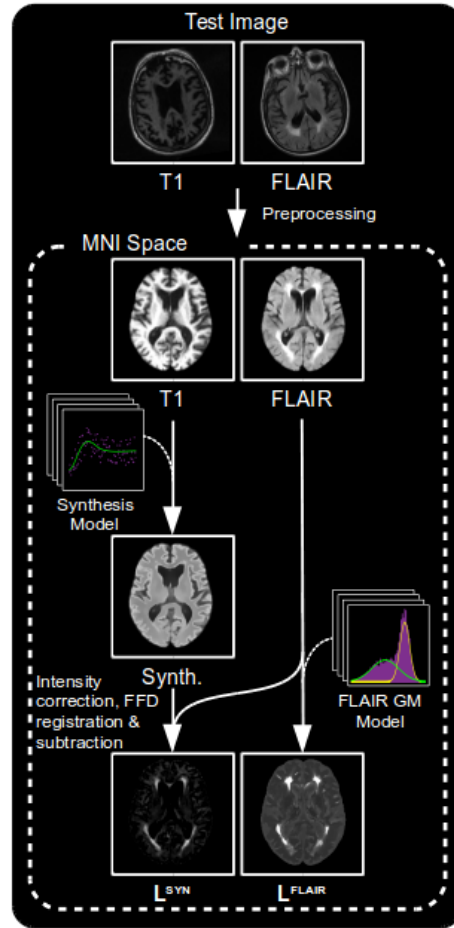 Test Image
T1
FLAIR
Preprocessing
MNI Space
T1
FLAIR
Synthesis
Model
Synth.
Intensity
correction, FFD
registration &
subtraction
FLAIR GM
Model
L^SYN
L^FLAIR